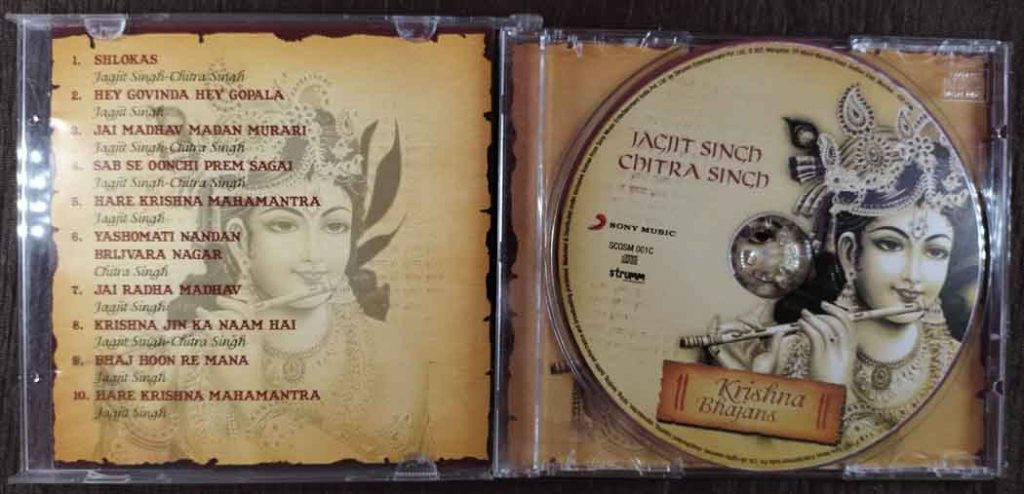 1. SHLOKAS
Jagjit Singh-Chitra Singh
2. HEY GOVINDA HEY GOPALA
Jagjit Singh
3. JAI MADHAV MADAN MURARI
Jagjit Singh-Chitra Singh
4. SAB SE OONCHI PREM SAGAI
Jagjit Singh-Chitra Singh
5. HARE KRISHNA MAHAMANTRA
Jagjit Singh
6. YASHOMATI NANDAN
BRIJVARA NAGAR
Chitra Singh
7. JAI RADHA MADHAV
Jagjit Singh
8. KRISHNA JIN KA NAAM HAI
Jagjit Singh-Chitra Singh
9. BHAJ HOON RE MANA
Jagjit Singh
10. HARE KRISHNA MAHAMANTRA
Jagjit Singh
JAGJIT SINGH
CHITRA SINGH
SONY MUSIC
SCOSM 001C
strumm
Krishna
Bhajans